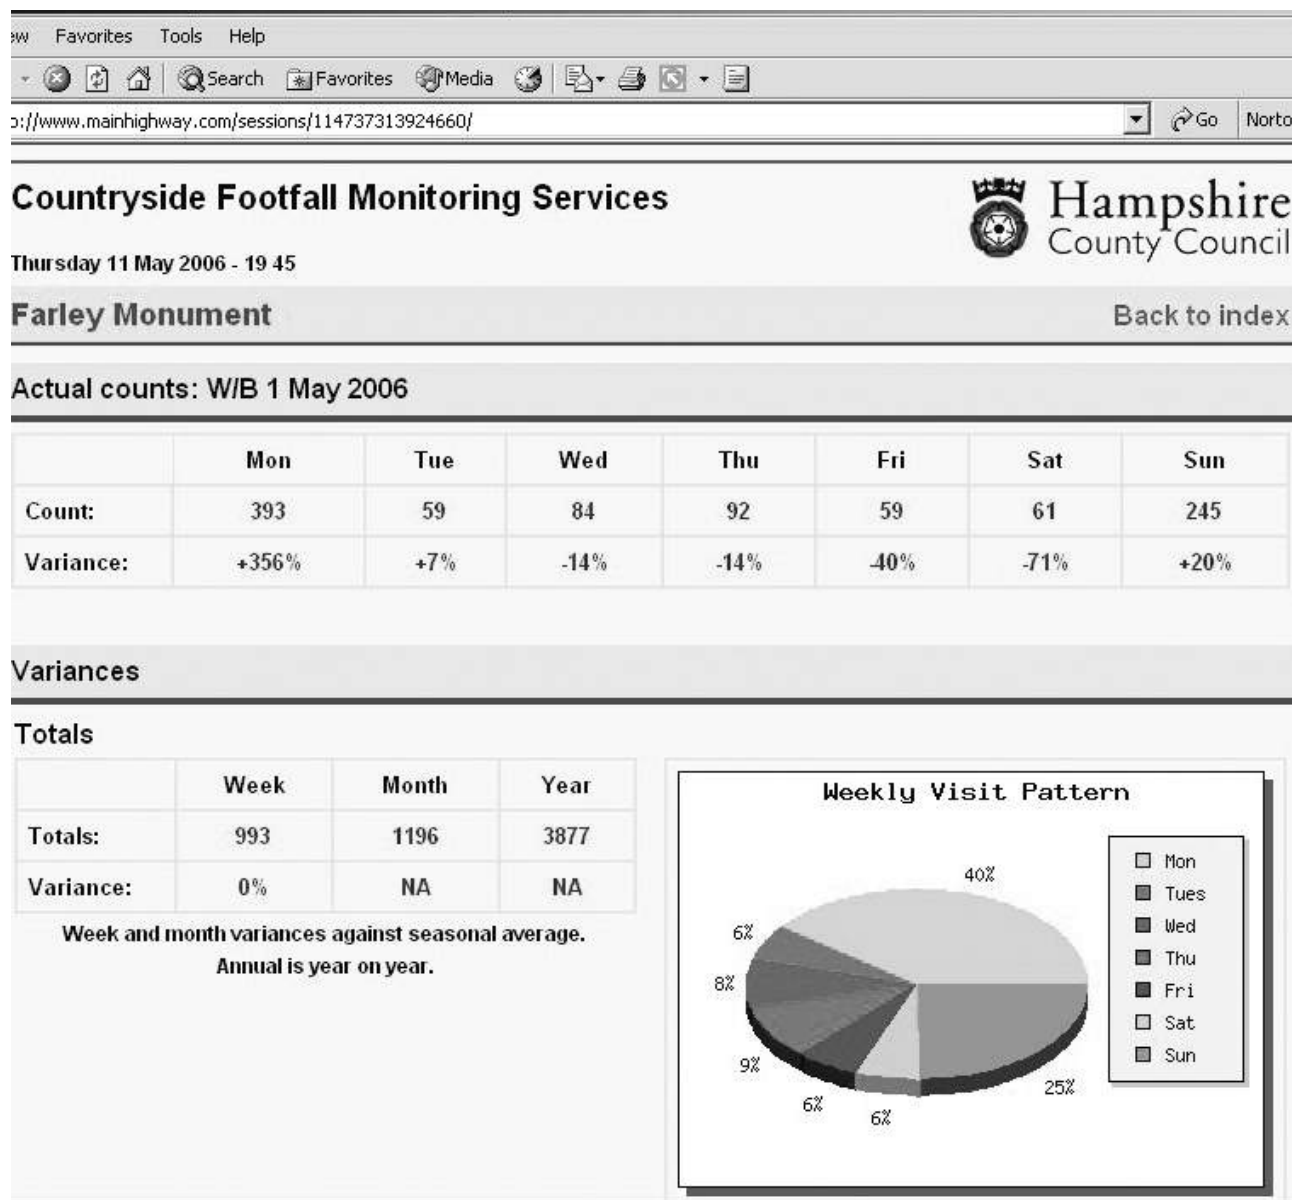 ew Favorites Tools Help
Search Favorites Media
p://www.mainhighway.com/sessions/114737313924660/ Go Norto
Countryside Footfall Monitoring Services
Hampshire
County Council
Thursday 11 May 2006 - 19 45
Farley Monument Back to index
Actual counts: W/B 1 May 2006
Mon Tue Wed Thu Fri Sat Sun
Count: 393 59 84 92 59 61 245
Variance: +356% +7% -14% -14% -40% -71% +20%
Variances
Totals
Week Month Year
Totals: 993 1196 3877
Variance: 0% NA NA
Week and month variances against seasonal average.
Annual is year on year.
Weekly Visit Pattern
40%
6%
8%
9%
6%
6%
25%
Mon
Tues
Wed
Thu
Fri
Sat
Sun